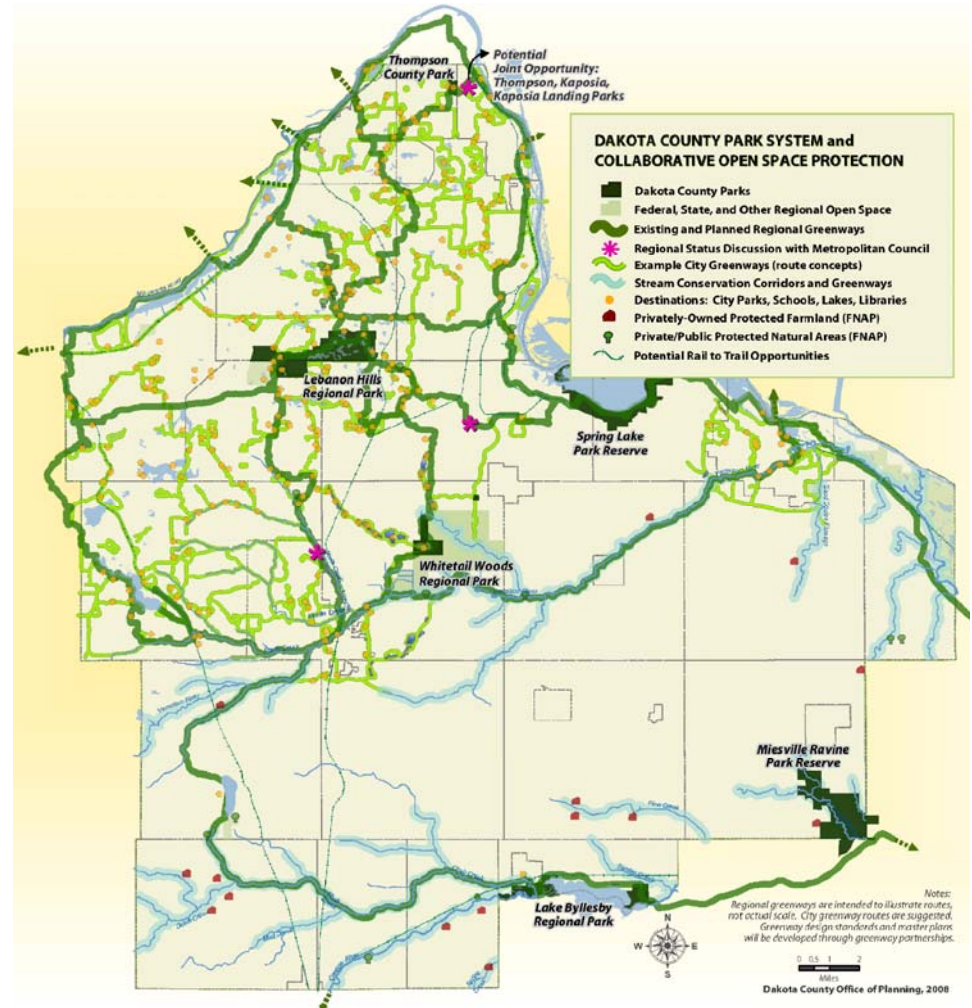 Thompson
County Park
Potential
Joint Opportunity:
Thompson, Kaposia,
Kaposia Landing Parks
DAKOTA COUNTY PARK SYSTEM and
COLLABORATIVE OPEN SPACE PROTECTION
Dakota County Parks
Federal, State, and Other Regional Open Space
Existing and Planned Regional Greenways
Regional Status Discussion with Metropolitan Council
Example City Greenways (route concepts)
Stream Conservation Corridors and Greenways
Destinations: City Parks, Schools, Lakes, Libraries
Privately-Owned Protected Farmland (FNAP)
Private/Public Protected Natural Areas (FNAP)
Potential Rail to Trail Opportunities
Lebanon Hills
Regional Park
Spring Lake
Park Reserve
Whitetail Woods
Regional Park
Miesville Ravine
Park Reserve
Lake Byllesby
Regional Park
N
W
E
S
Notes:
Regional greenways are intended to illustrate routes,
not actual scale. City greenway routes are suggested.
Greenway design standards and master plans
will be developed through greenway partnerships.
0 0.5 1 2
Miles
Dakota County Office of Planning, 2008